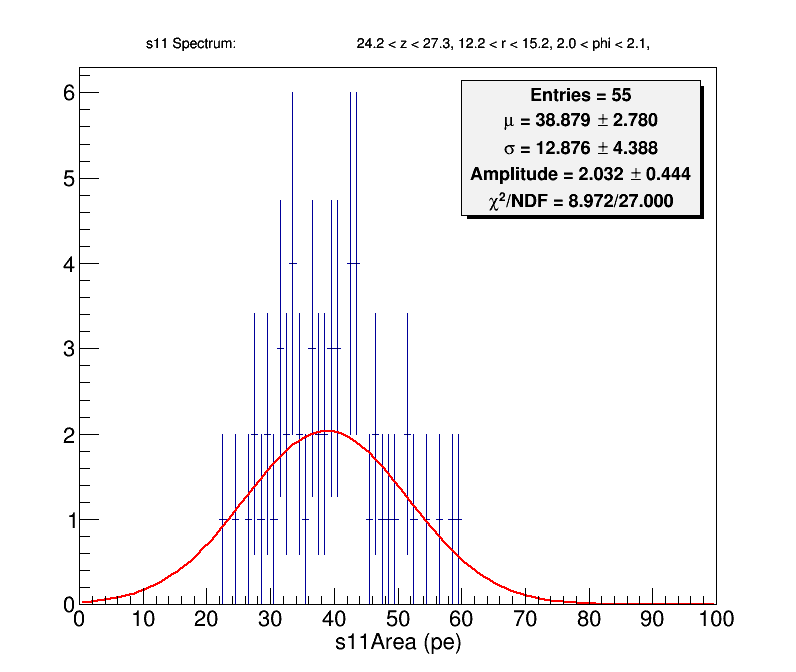 s11 Spectrum: 24.2 < z < 27.3, 12.2 < r < 15.2, 2.0 < phi < 2.1,
Entries = 55
μ = 38.879 ± 2.780
σ = 12.876 ± 4.388
Amplitude = 2.032 ± 0.444
χ²/NDF = 8.972/27.000
6
5
4
3
2
1
0
0 10 20 30 40 50 60 70 80 90 100
s11Area (pe)